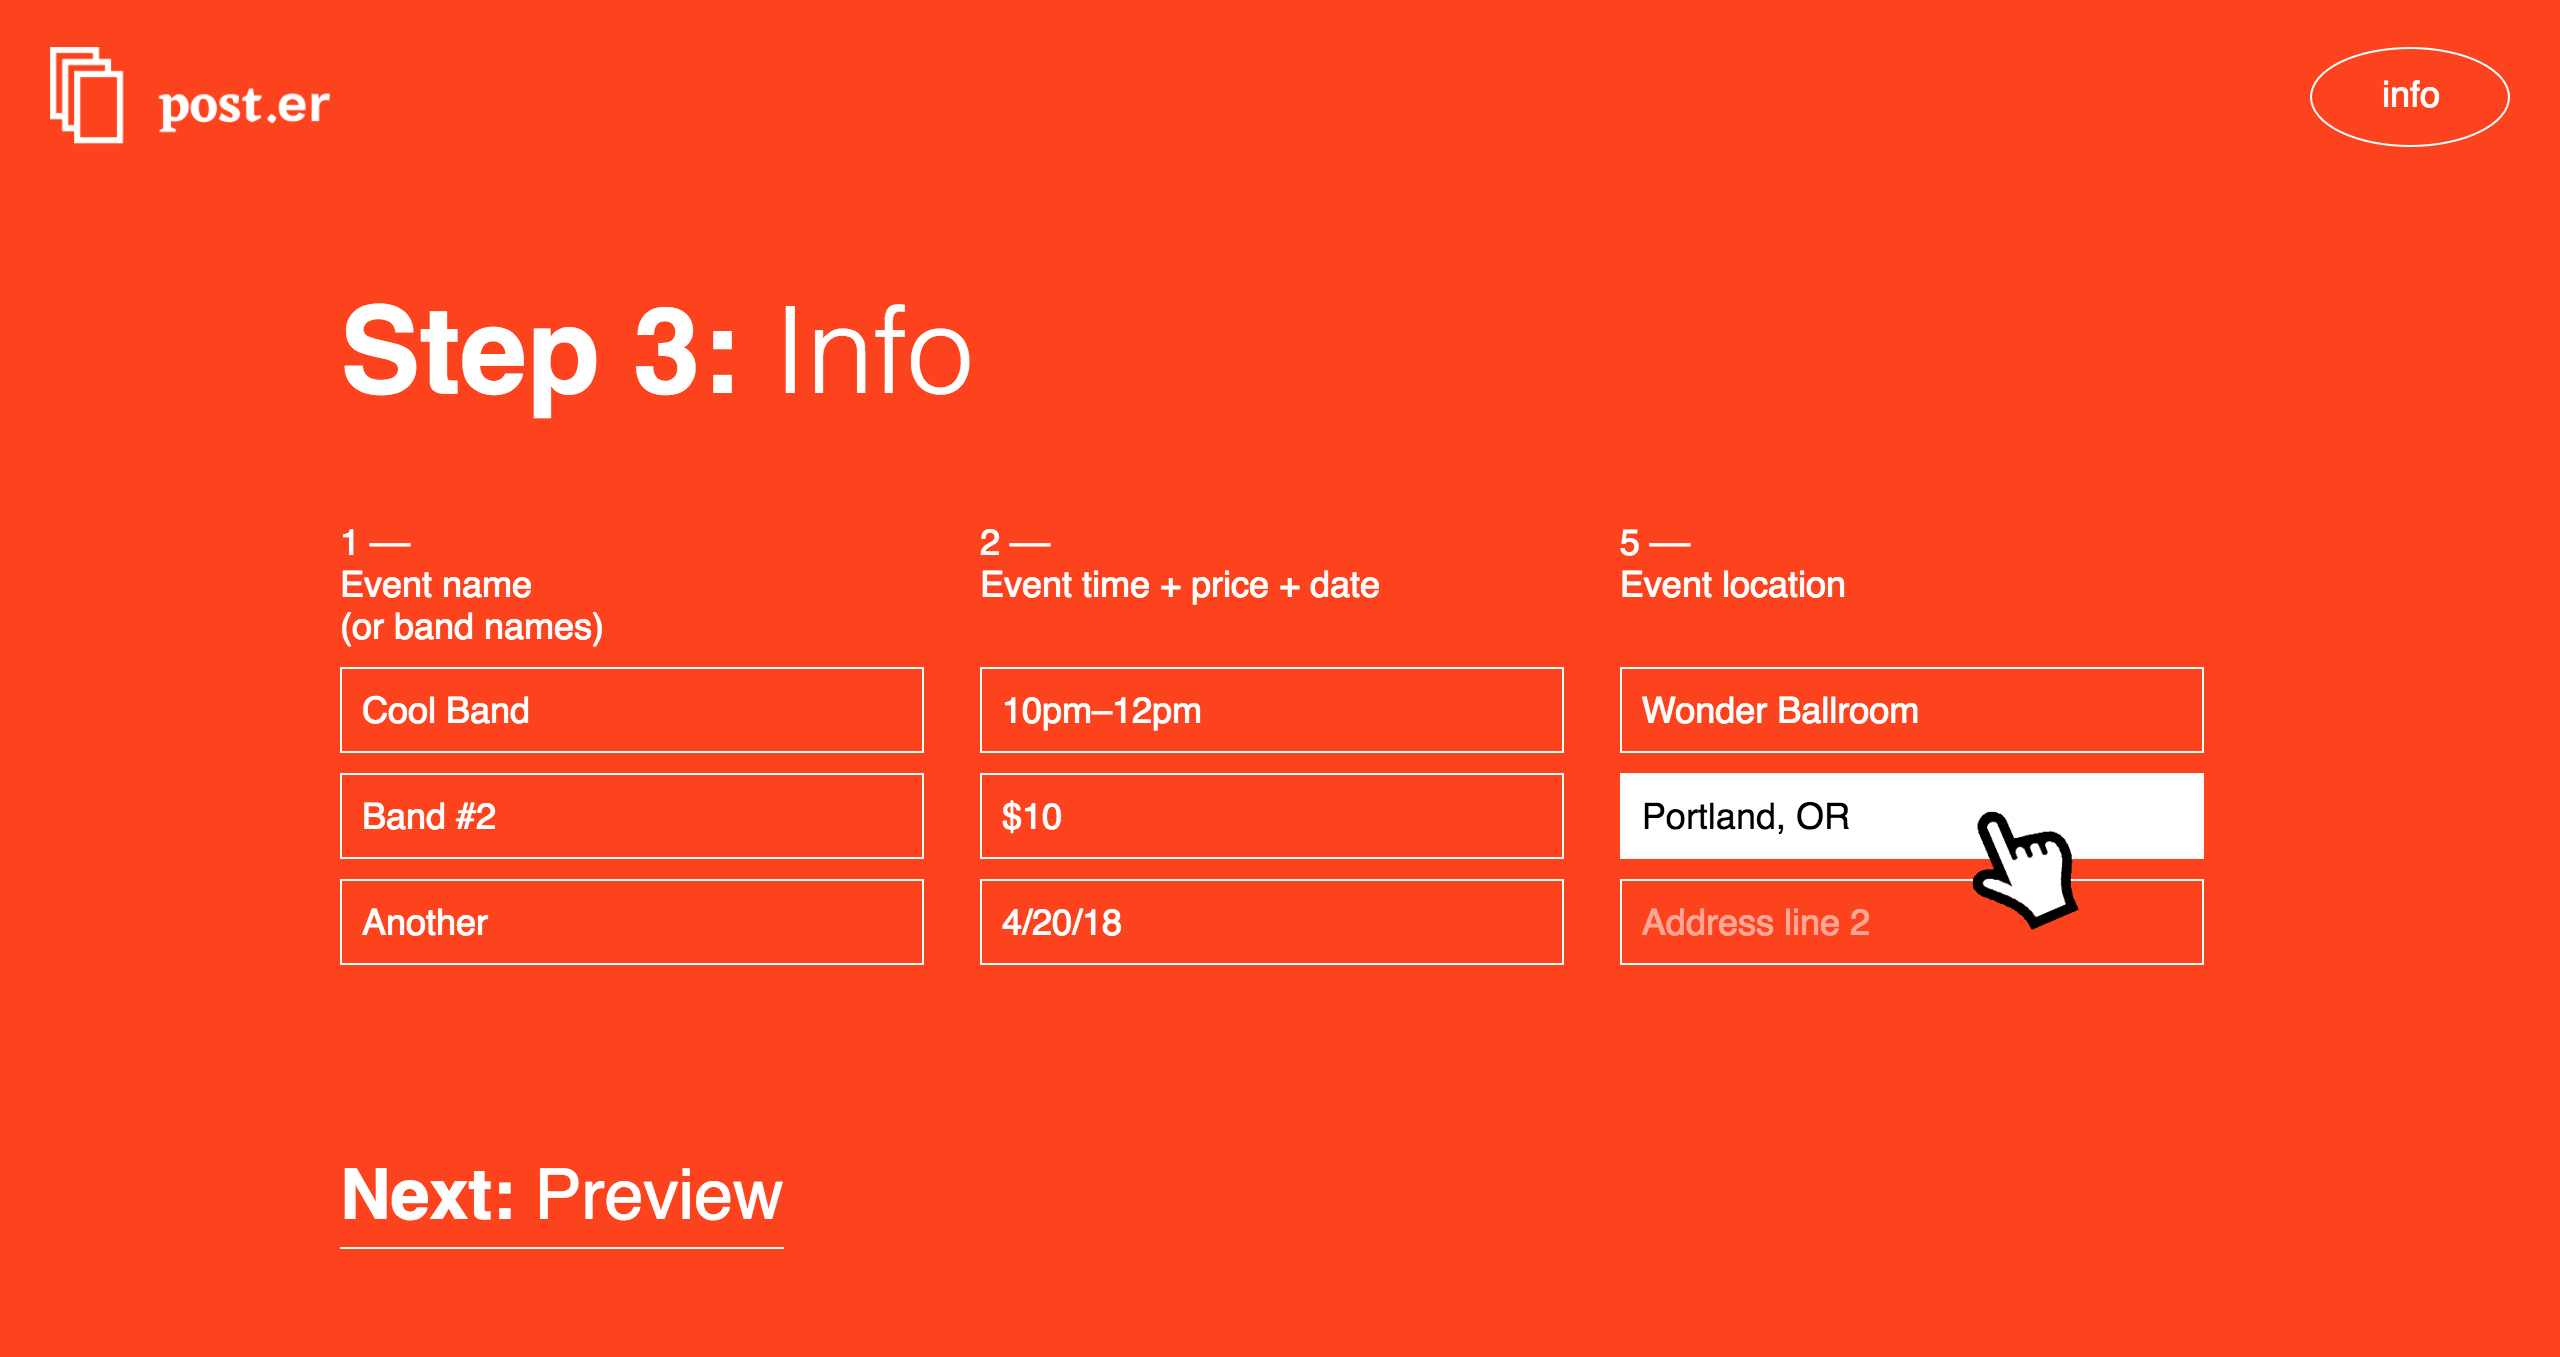 post.er
info
Step 3: Info
1 —
Event name
(or band names)
Cool Band
Band #2
Another
2 —
Event time + price + date
10pm–12pm
$10
4/20/18
5 —
Event location
Wonder Ballroom
Portland, OR
Address line 2
Next: Preview